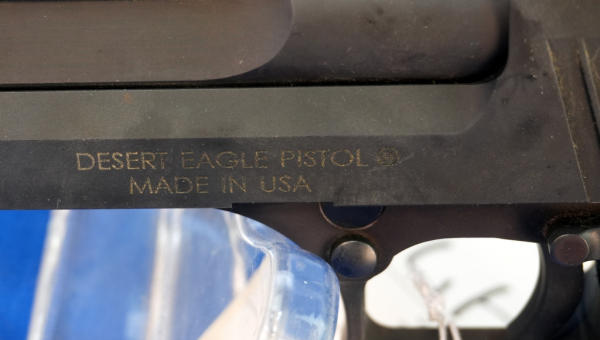 DESERT EAGLE PISTOL
MADE IN USA